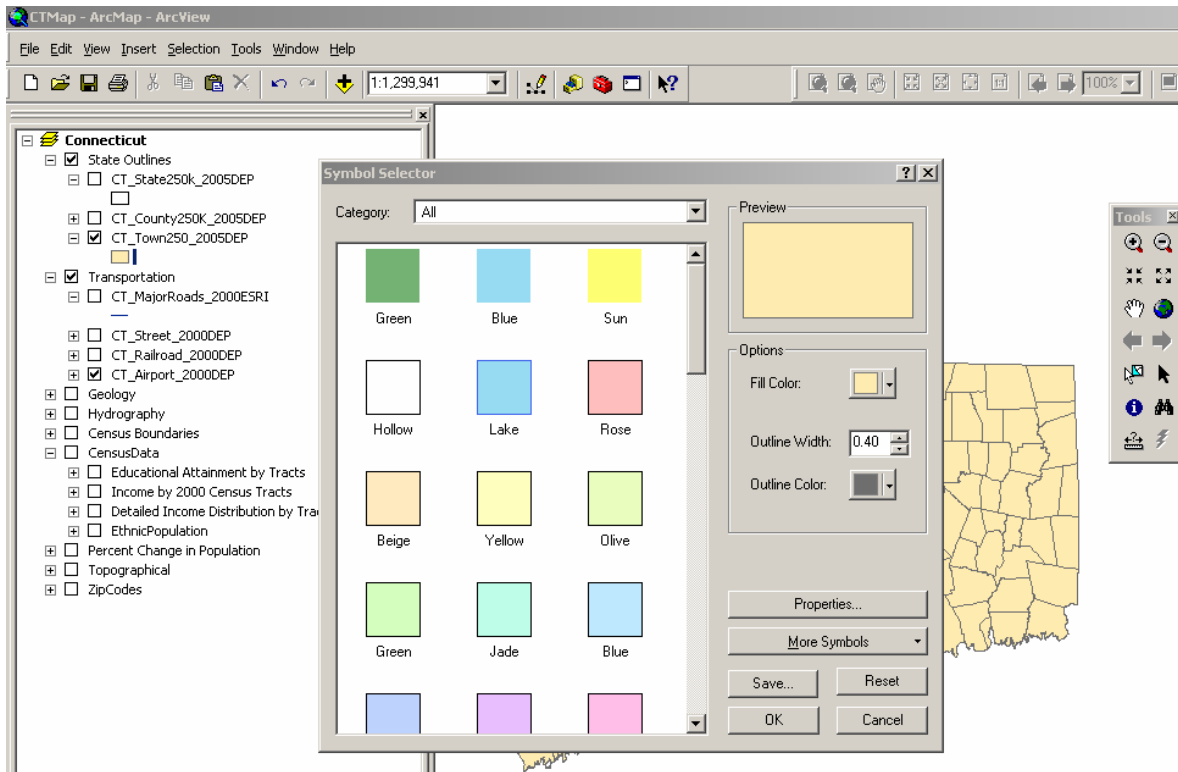 CTMap - ArcMap - ArcView
File Edit View Insert Selection Tools Window Help
1:1,299,941
100%
Connecticut
State Outlines
CT_State250k_2005DEP
CT_County250K_2005DEP
CT_Town250_2005DEP
Transportation
CT_MajorRoads_2000ESRI
CT_Street_2000DEP
CT_Railroad_2000DEP
CT_Airport_2000DEP
Geology
Hydrography
Census Boundaries
CensusData
Educational Attainment by Tracts
Income by 2000 Census Tracts
Detailed Income Distribution by Tra
EthnicPopulation
Percent Change in Population
Topographical
ZipCodes
Symbol Selector
Category: All
Green Blue Sun
Hollow Lake Rose
Beige Yellow Olive
Green Jade Blue
Preview
Options
Fill Color:
Outline Width: 0.40
Outline Color:
Properties...
More Symbols
Save... Reset
OK Cancel
Tools